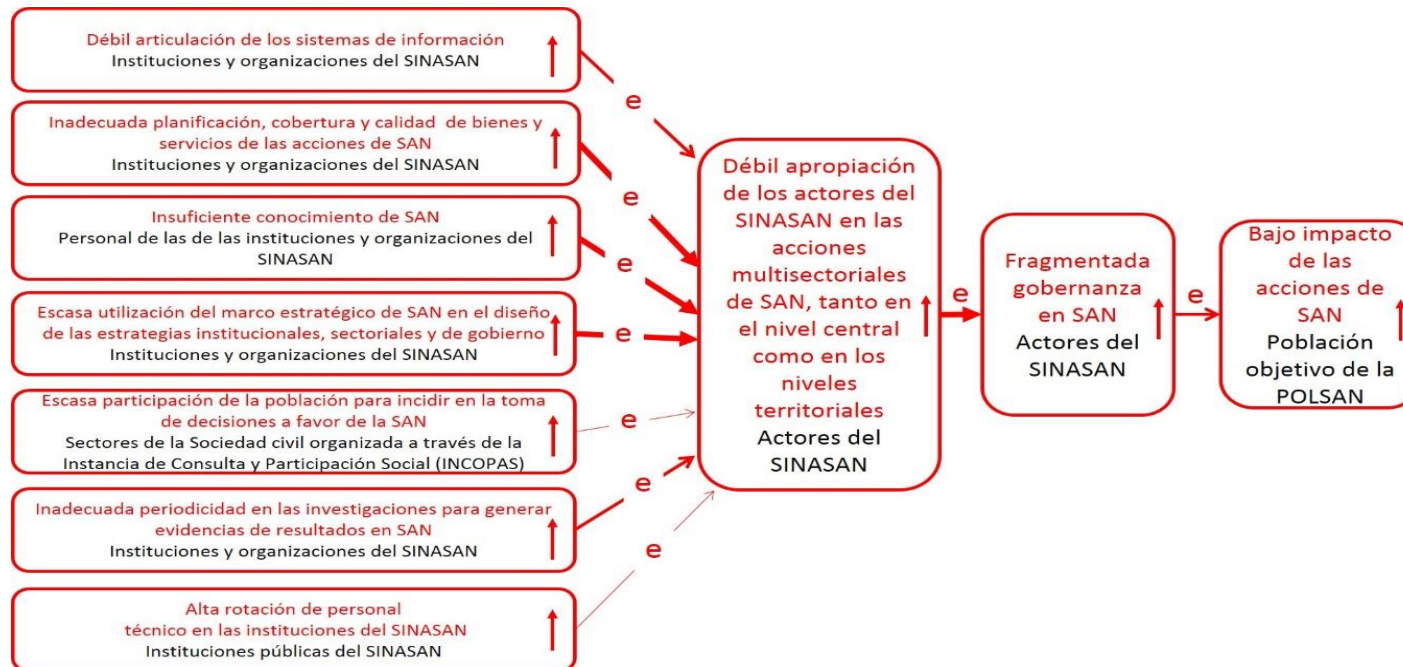 Débil articulación de los sistemas de información
Instituciones y organizaciones del SINASAN
e
Inadecuada planificación, cobertura y calidad de bienes y
servicios de las acciones de SAN
Instituciones y organizaciones del SINASAN
e
Insuficiente conocimiento de SAN
Personal de las de las instituciones y organizaciones del
SINASAN
e
Escasa utilización del marco estratégico de SAN en el diseño
de las estrategias institucionales, sectoriales y de gobierno
Instituciones y organizaciones del SINASAN
e
Escasa participación de la población para incidir en la toma
de decisiones a favor de la SAN
Sectores de la Sociedad civil organizada a través de la
Instancia de Consulta y Participación Social (INCOPAS)
e
Inadecuada periodicidad en las investigaciones para generar
evidencias de resultados en SAN
Instituciones y organizaciones del SINASAN
e
Alta rotación de personal
técnico en las instituciones del SINASAN
Instituciones públicas del SINASAN
e
Débil apropiación
de los actores del
SINASAN en las
acciones
multisectoriales
de SAN, tanto en
el nivel central
como en los
niveles
territoriales
Actores del
SINASAN
e
Fragmentada
gobernanza
en SAN
Actores del
SINASAN
e
Bajo impacto
de las
acciones de
SAN
Población
objetivo de la
POLSAN